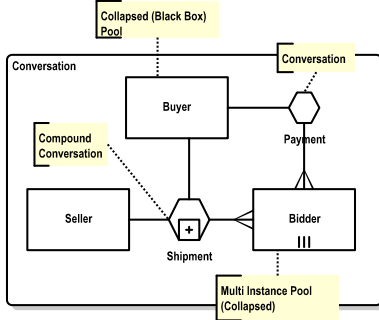 Collapsed (Black Box)
Pool
Conversation
Conversation
Buyer
Payment
Compound
Conversation
Seller
+
Bidder
Shipment
Multi Instance Pool
(Collapsed)